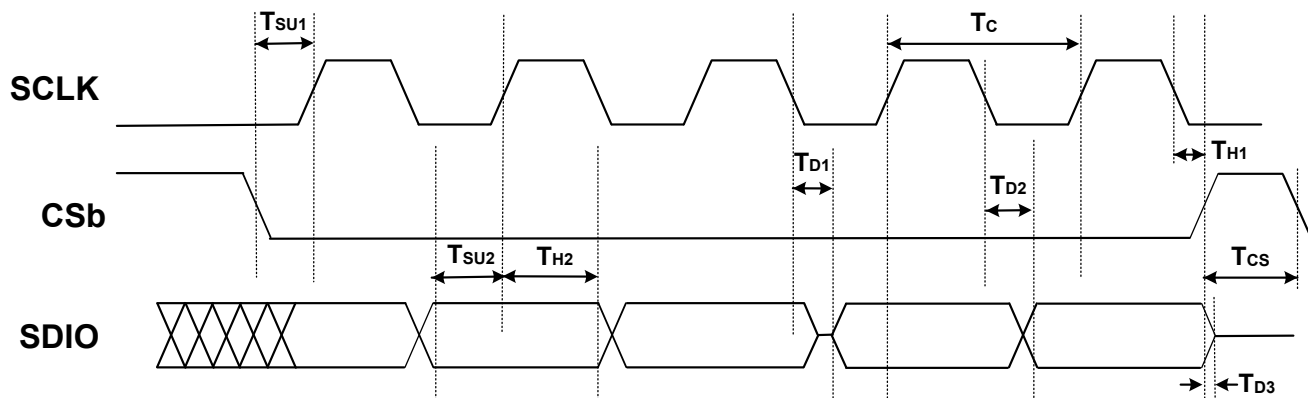 TSU1
TC
SCLK
TD1
TH1
TD2
CSb
TSU2
TH2
TCS
SDIO
TD3